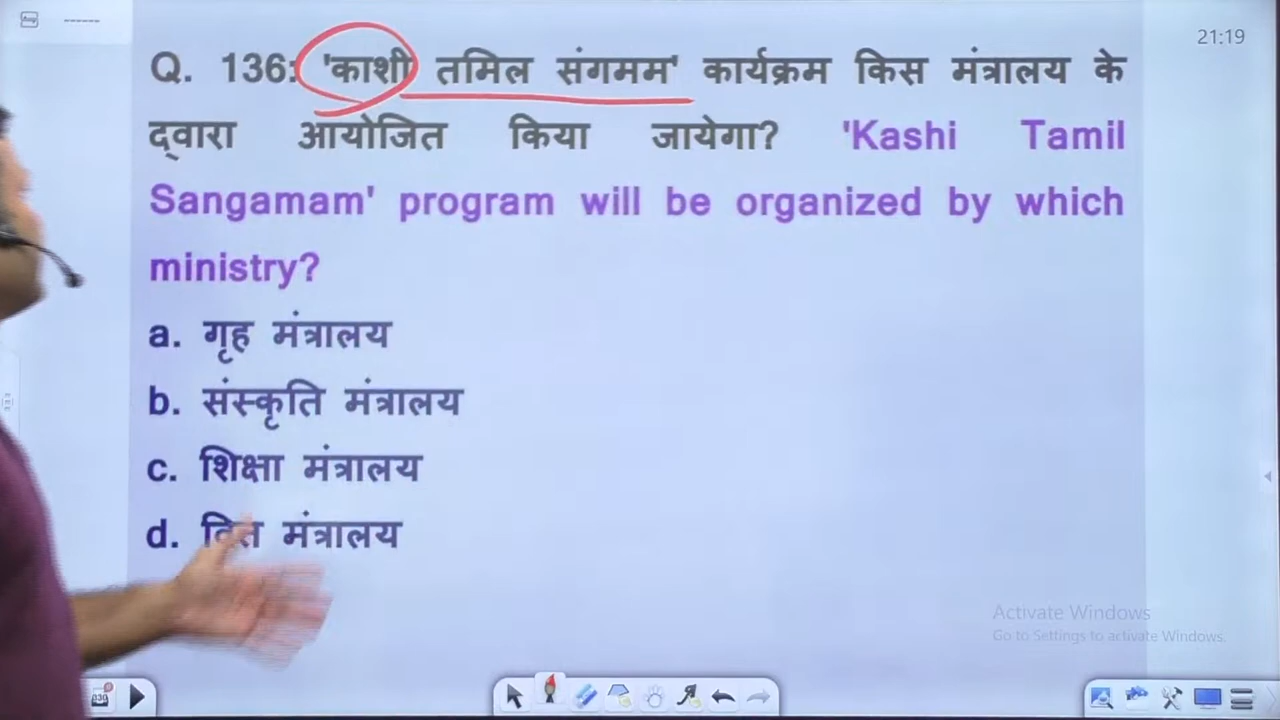 21:19
Q. 136: 'काशी तमिल संगमम' कार्यक्रम किस मंत्रालय के
द्वारा आयोजित किया जायेगा? 'Kashi Tamil
Sangamam' program will be organized by which
ministry?
a. गृह मंत्रालय
b. संस्कृति मंत्रालय
c. शिक्षा मंत्रालय
d. वित्त मंत्रालय
Activate Windows
Go to Settings to activate Windows.